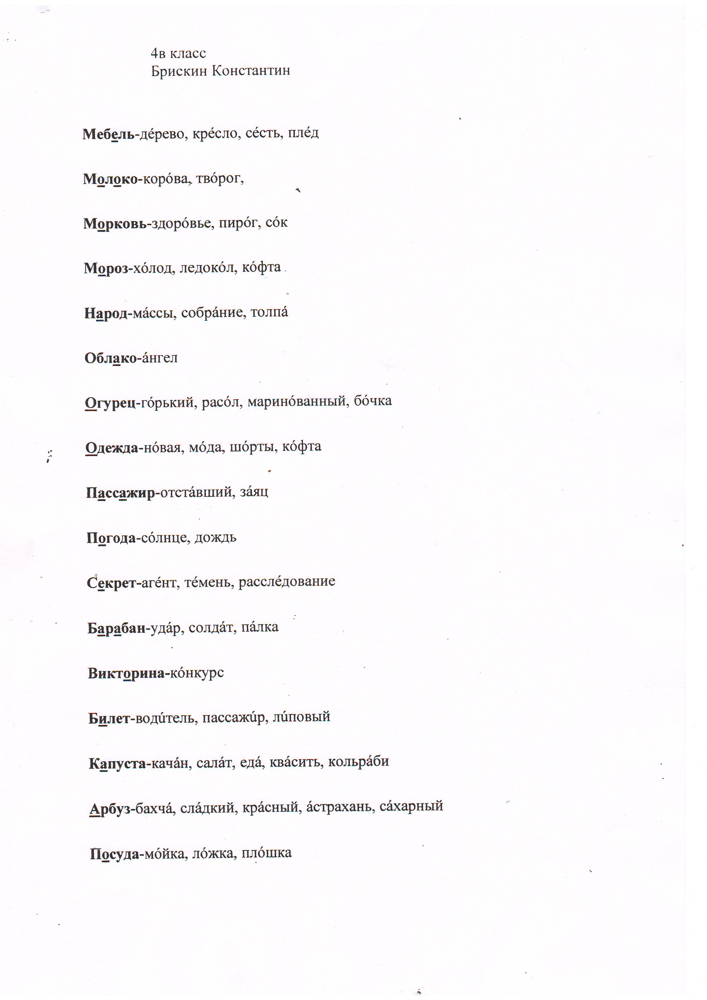 4в класс
Брискин Константин
Мебель-де́рево, кре́сло, се́сть, пле́д
Молоко-коро́ва, тво́рог,
Морковь-здоро́вье, пиро́г, со́к
Мороз-хо́лод, ледоко́л, ко́фта
Народ-ма́ссы, собра́ние, толпа́
Облако-а́нгел
Огурец-го́рький, расо́л, марино́ванный, бо́чка
Одежда-но́вая, мо́да, шо́рты, ко́фта
Пассажир-отста́вший, за́яц
Погода-со́лнце, дождь
Секрет-аге́нт, те́мень, рассле́дование
Барабан-уда́р, солда́т, па́лка
Викторина-ко́нкурс
Билет-води́тель, пассажи́р, ли́повый
Капуста-кача́н, сала́т, еда́, ква́сить, кольра́би
Арбуз-бахча́, сла́дкий, кра́сный, а́страхань, са́харный
Посуда-мо́йка, ло́жка, пло́шка